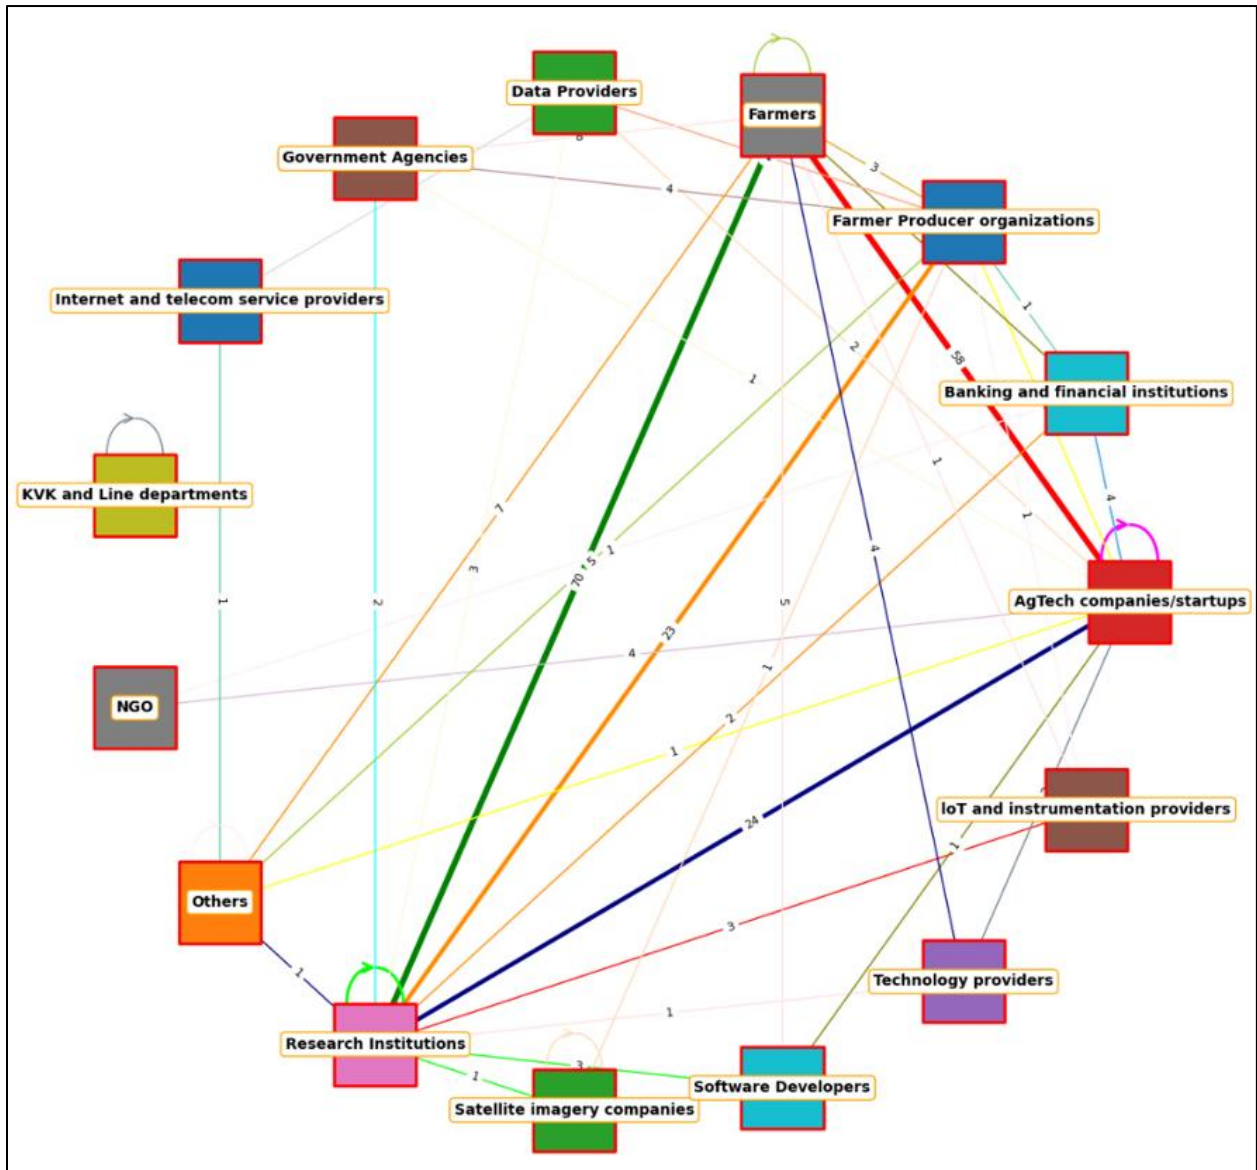 Data Providers
Farmers
6
Government Agencies
3
4
Farmer Producer organizations
Internet and telecom service providers
1
2
1
58
Banking and financial institutions
1
KVK and Line departments
4
7
1
4
1
5
70
3
1
AgTech companies/startups
1
2
5
23
4
1
NGO
2
1
IoT and instrumentation providers
24
1
Others
3
1
Technology providers
1
Research Institutions
3
1
Software Developers
Satellite imagery companies